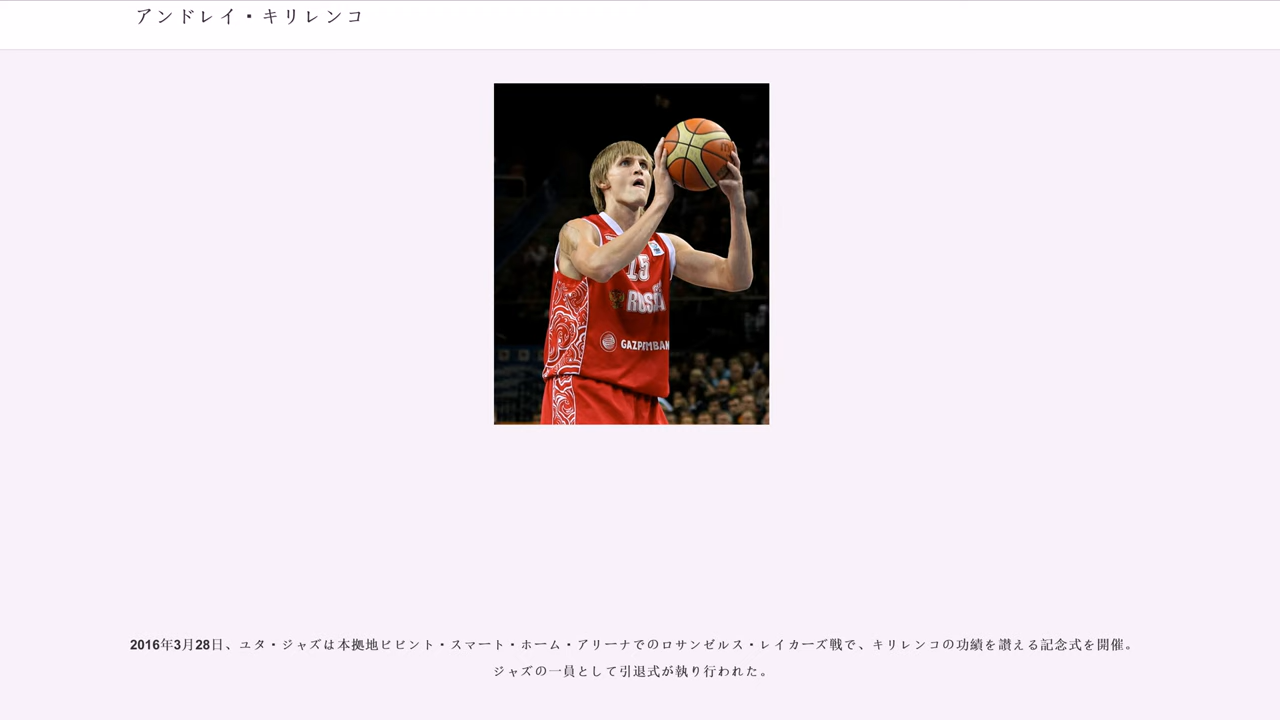 アンドレイ・キリレンコ
15
RUSSIA
GAZPROMBANK
2016年3月28日、ユタ・ジャズは本拠地ビビント・スマート・ホーム・アリーナでのロサンゼルス・レイカーズ戦で、キリレンコの功績を讃える記念式を開催。
ジャズの一員として引退式が執り行われた。